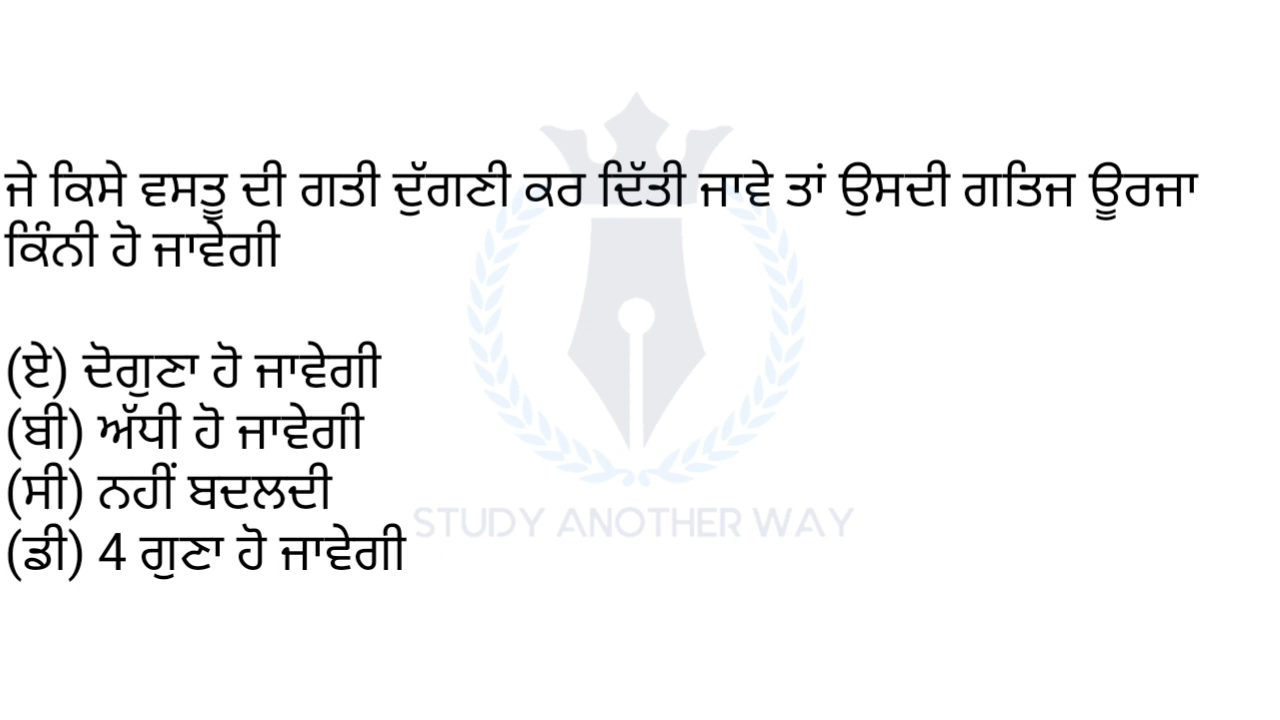 ਜੇ ਕਿਸੇ ਵਸਤੂ ਦੀ ਗਤੀ ਦੁੱਗਣੀ ਕਰ ਦਿੱਤੀ ਜਾਵੇ ਤਾਂ ਉਸਦੀ ਗਤਿਜ ਊਰਜਾ
ਕਿੰਨੀ ਹੋ ਜਾਵੇਗੀ
(ਏ) ਦੋਗੁਣਾ ਹੋ ਜਾਵੇਗੀ
(ਬੀ) ਅੱਧੀ ਹੋ ਜਾਵੇਗੀ
(ਸੀ) ਨਹੀਂ ਬਦਲਦੀ
STUDY ANOTHER WAY
(ਡੀ) 4 ਗੁਣਾ ਹੋ ਜਾਵੇਗੀ